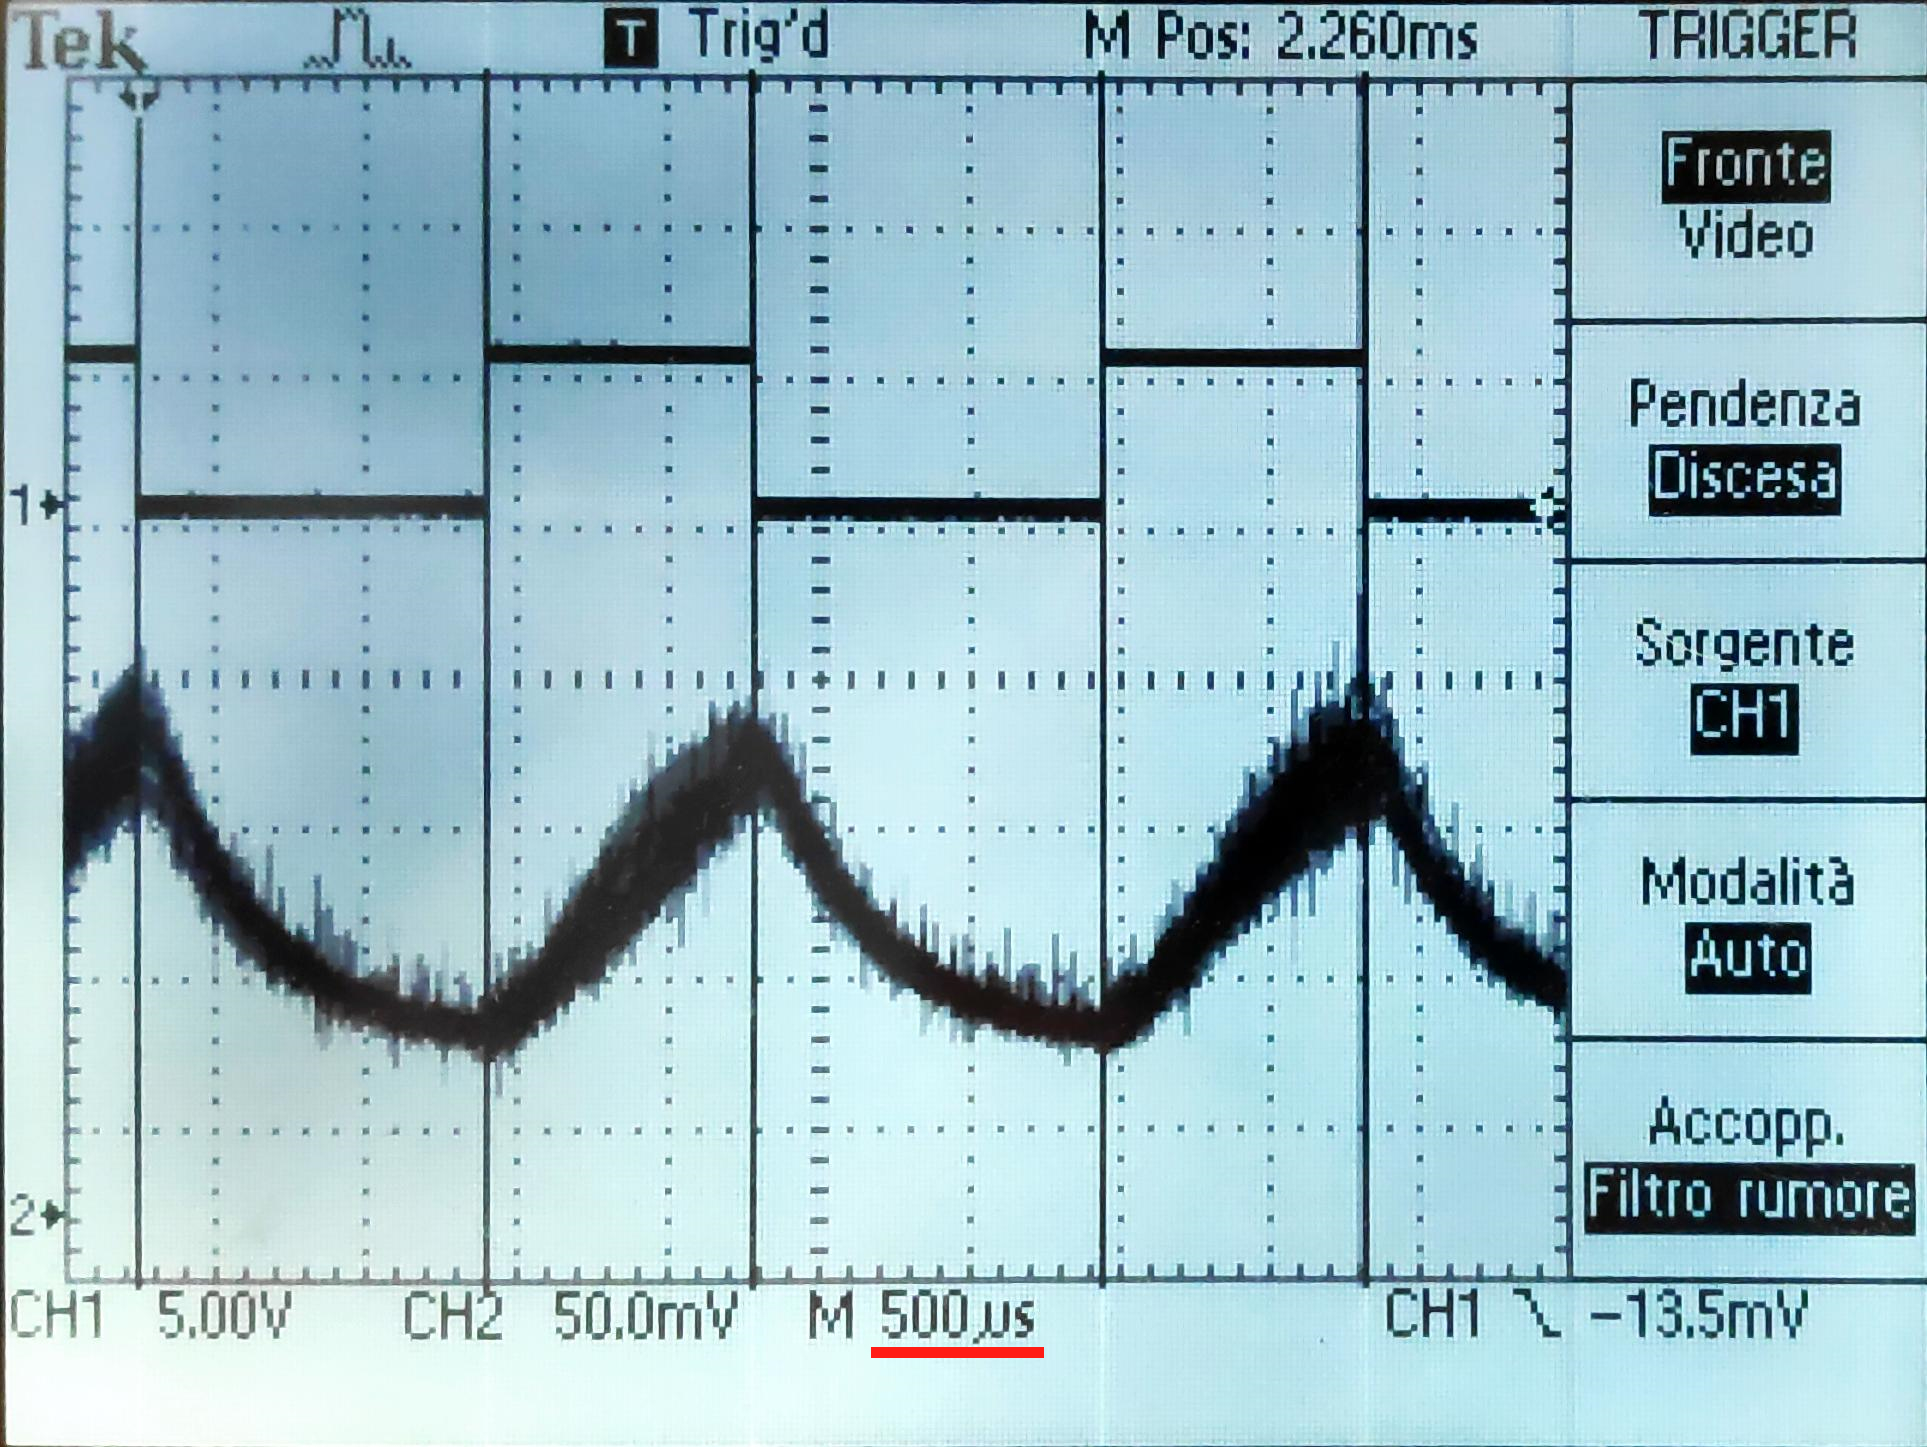 Tek T Trig'd M Pos: 2.260ms TRIGGER
Fronte
Video
Pendenza
Discesa
Sorgente
CH1
Modalità
Auto
Accopp.
Filtro rumore
1
2
CH1 5.00V CH2 50.0mV M 500µs CH1 -13.5mV